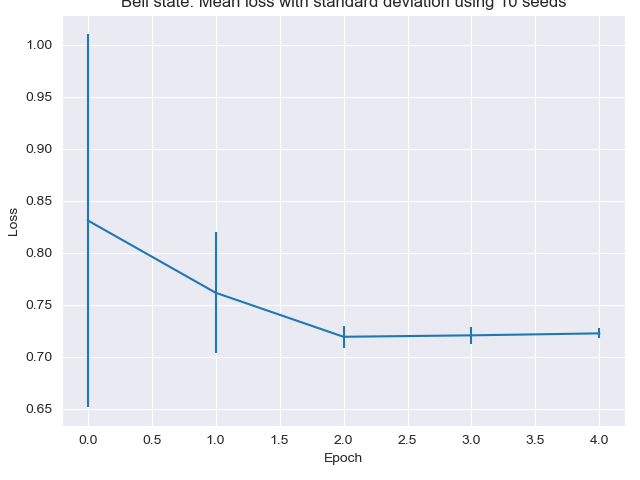 Bell state: Mean loss with standard deviation using 10 seeds
1.00
0.95
0.90
0.85
0.80
0.75
0.70
0.65
Loss
0.0 0.5 1.0 1.5 2.0 2.5 3.0 3.5 4.0
Epoch